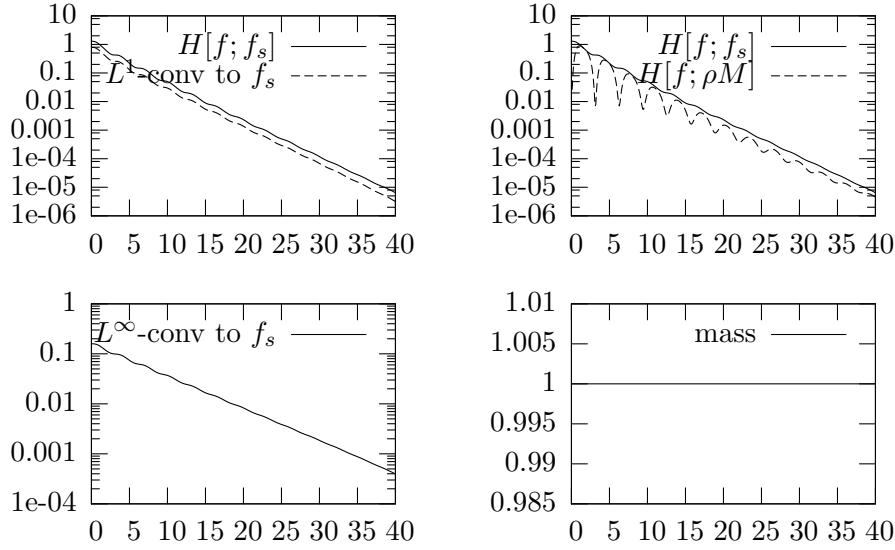 10
1
0.1
0.01
0.001
1e-04
1e-05
1e-06
0 5 10 15 20 25 30 35 40
H[f; f_s]
L^1-conv to f_s
10
1
0.1
0.01
0.001
1e-04
1e-05
1e-06
0 5 10 15 20 25 30 35 40
H[f; f_s]
H[f; ρM]
1
0.1
0.01
0.001
1e-04
0 5 10 15 20 25 30 35 40
L^∞-conv to f_s
1.01
1.005
1
0.995
0.99
0.985
0 5 10 15 20 25 30 35 40
mass